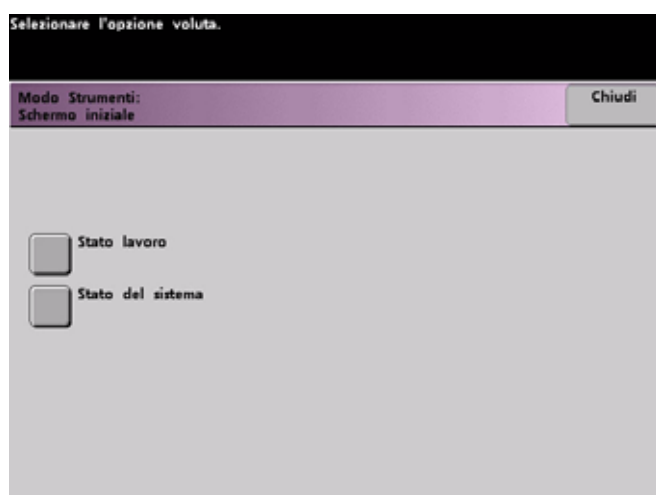 Selezionare l'opzione voluta.
Modo Strumenti:
Schermo iniziale
Chiudi
Stato lavoro
Stato del sistema